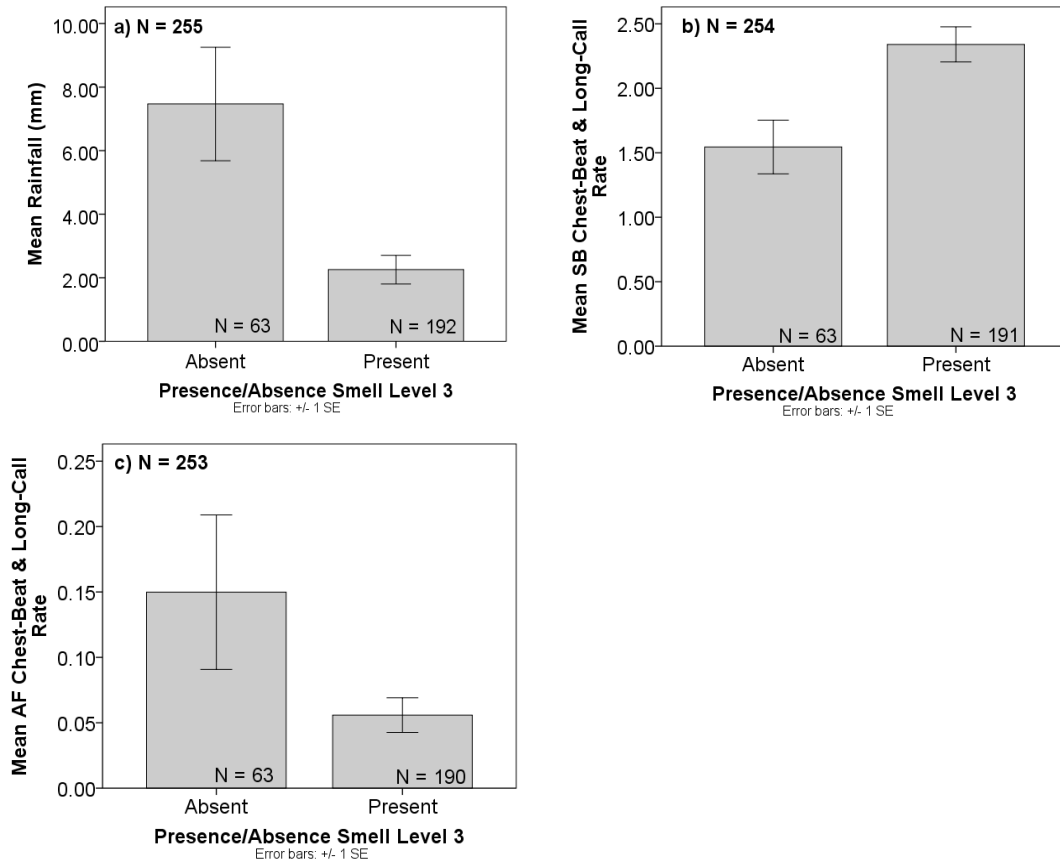 a) N = 255
Mean Rainfall (mm)
10.00
8.00
6.00
4.00
2.00
0.00
N = 63
N = 192
Absent
Present
Presence/Absence Smell Level 3
Error bars: +/- 1 SE
b) N = 254
Mean SB Chest-Beat & Long-Call
Rate
2.50
2.00
1.50
1.00
0.50
0.00
N = 63
N = 191
Absent
Present
Presence/Absence Smell Level 3
Error bars: +/- 1 SE
c) N = 253
Mean AF Chest-Beat & Long-Call
Rate
0.25
0.20
0.15
0.10
0.05
0.00
N = 63
N = 190
Absent
Present
Presence/Absence Smell Level 3
Error bars: +/- 1 SE